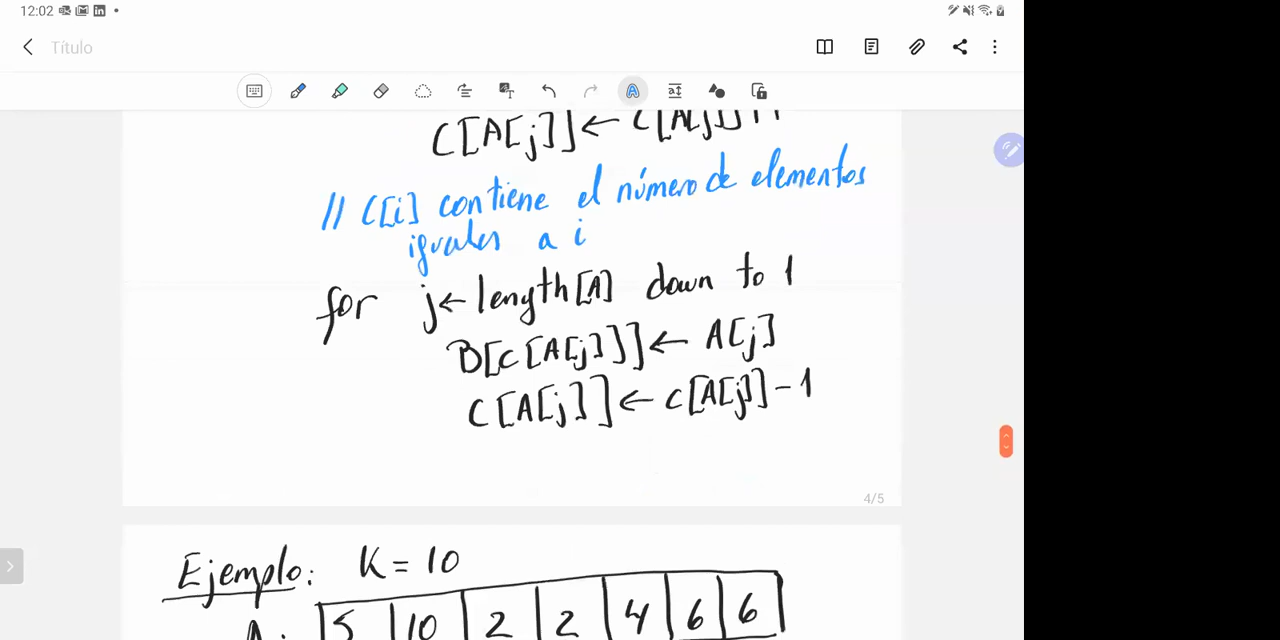 12:02
Título
C[A[j]]← C[A[j]]+1
// C[i] contiene el número de elementos
iguales a i
for j← length[A] down to 1
B[C[A[j]]]← A[j]
C[A[j]]← C[A[j]]-1
4/5
Ejemplo: K = 10
A: 5 10 2 2 4 6 6